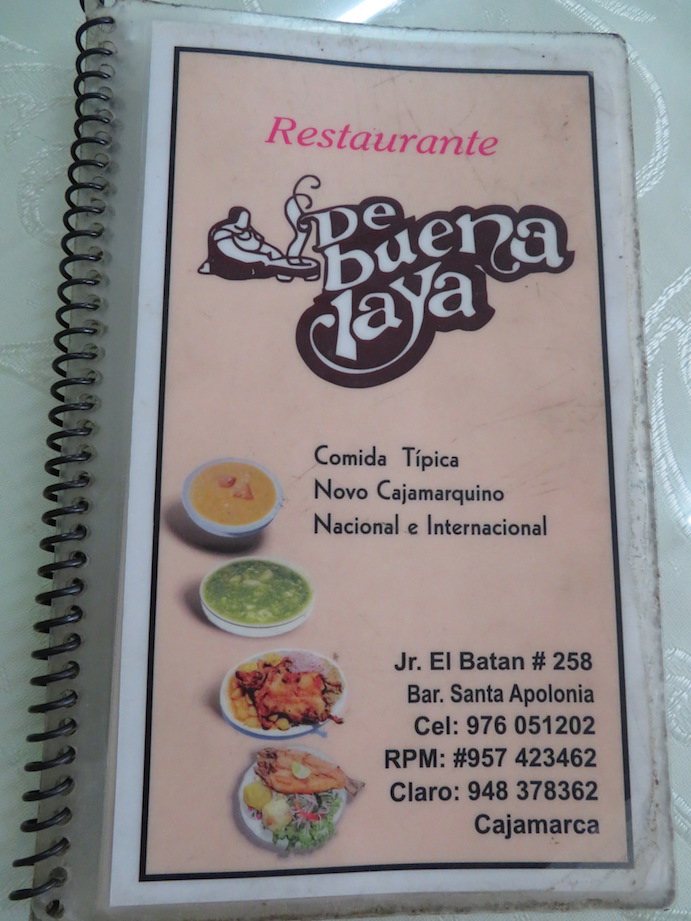 Restaurante
De
buena
laya
Comida Típica
Novo Cajamarquino
Nacional e Internacional
Jr. El Batan # 258
Bar. Santa Apolonia
Cel: 976 051202
RPM: #957 423462
Claro: 948 378362
Cajamarca